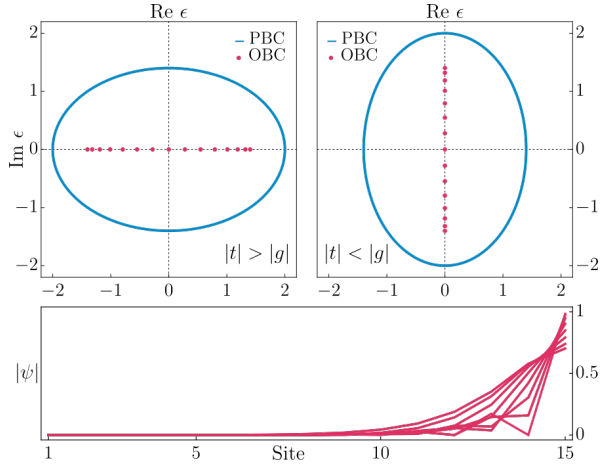 Re ϵ
Re ϵ
2
1
0
−1
−2
Im ϵ
PBC
OBC
|t| > |g|
−2 −1 0 1 2
2
1
0
−1
−2
PBC
OBC
|t| < |g|
−2 −1 0 1 2
|ψ|
1
0.5
0
1 5 10 15
Site